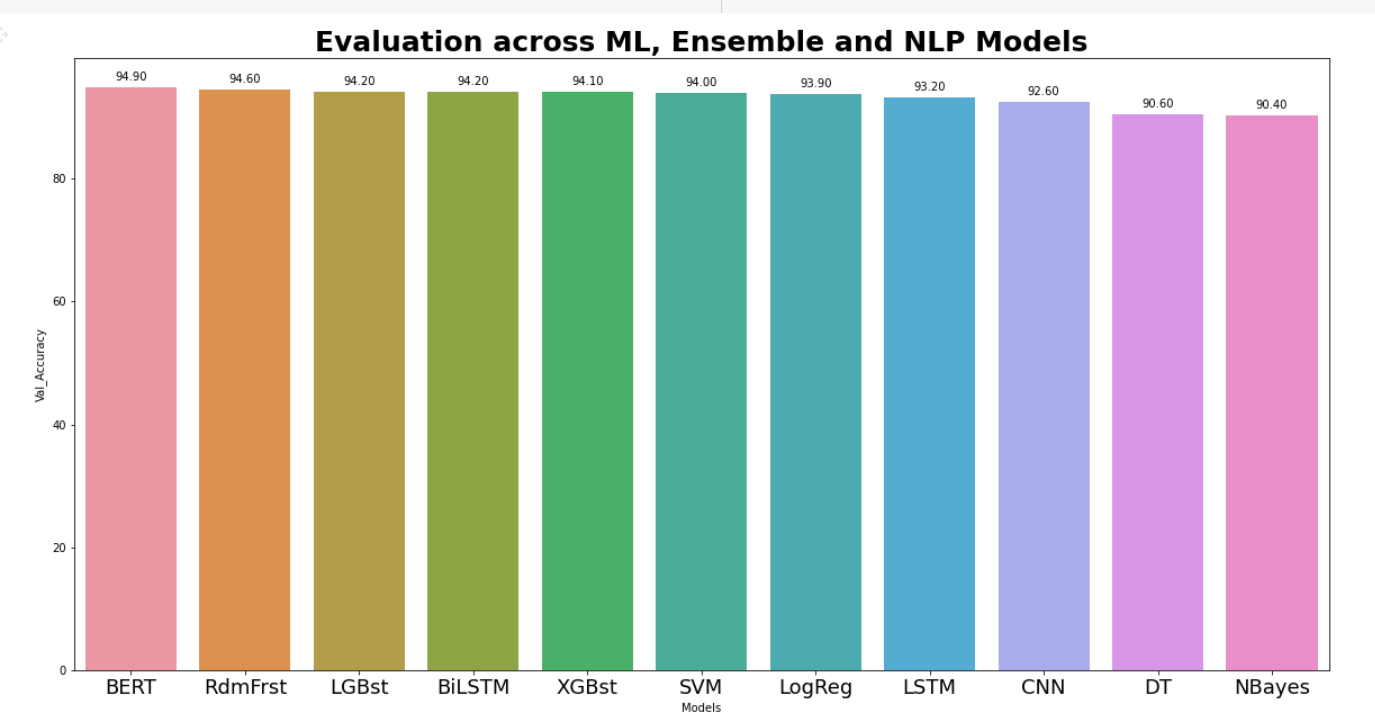 Evaluation across ML, Ensemble and NLP Models
94.90 94.60 94.20 94.20 94.10 94.00 93.90 93.20 92.60 90.60 90.40
80
60
Val_Accuracy
40
20
0
BERT RdmFrst LGBst BiLSTM XGBst SVM LogReg LSTM CNN DT NBayes
Models